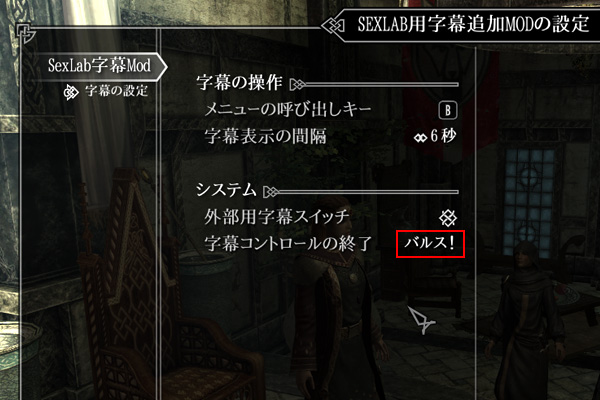 SEXLAB用字幕追加MODの設定
SexLab字幕Mod
字幕の設定
字幕の操作
メニューの呼び出しキー B
字幕表示の間隔 6秒
システム
外部用字幕スイッチ
字幕コントロールの終了 バルス!